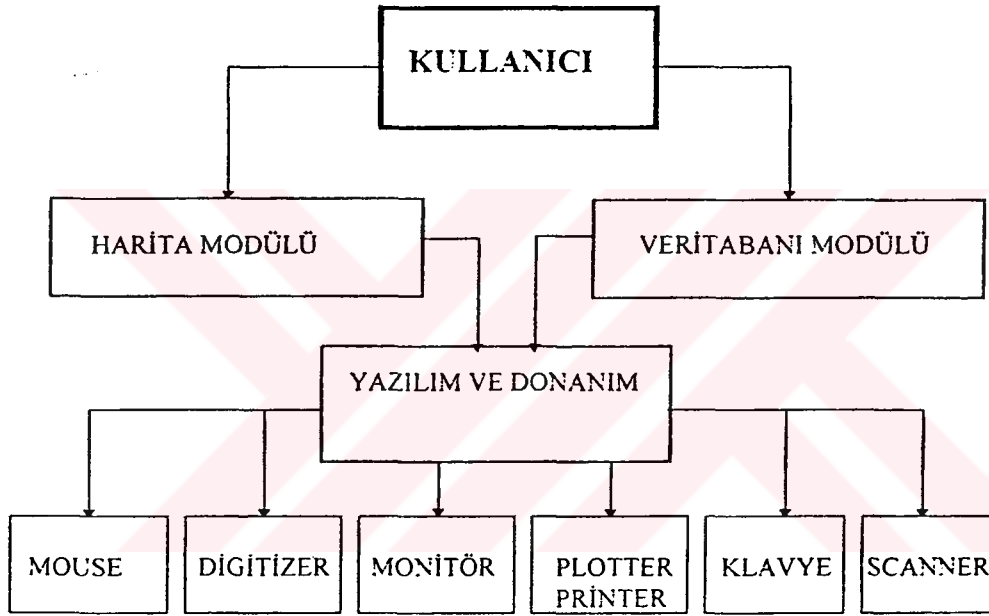 KULLANICI
HARİTA MODÜLÜ
VERİTABANI MODÜLÜ
YAZILIM VE DONANIM
MOUSE
DİGİTİZER
MONİTÖR
PLOTTER
PRİNTER
KLAVYE
SCANNER